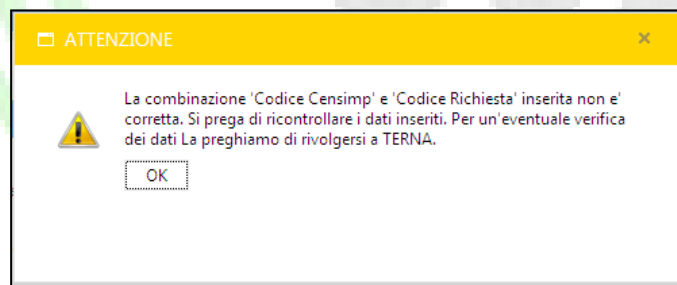 ATTENZIONE
La combinazione 'Codice Censimp' e 'Codice Richiesta' inserita non e'
corretta. Si prega di ricontrollare i dati inseriti. Per un'eventuale verifica
dei dati La preghiamo di rivolgersi a TERNA.
OK